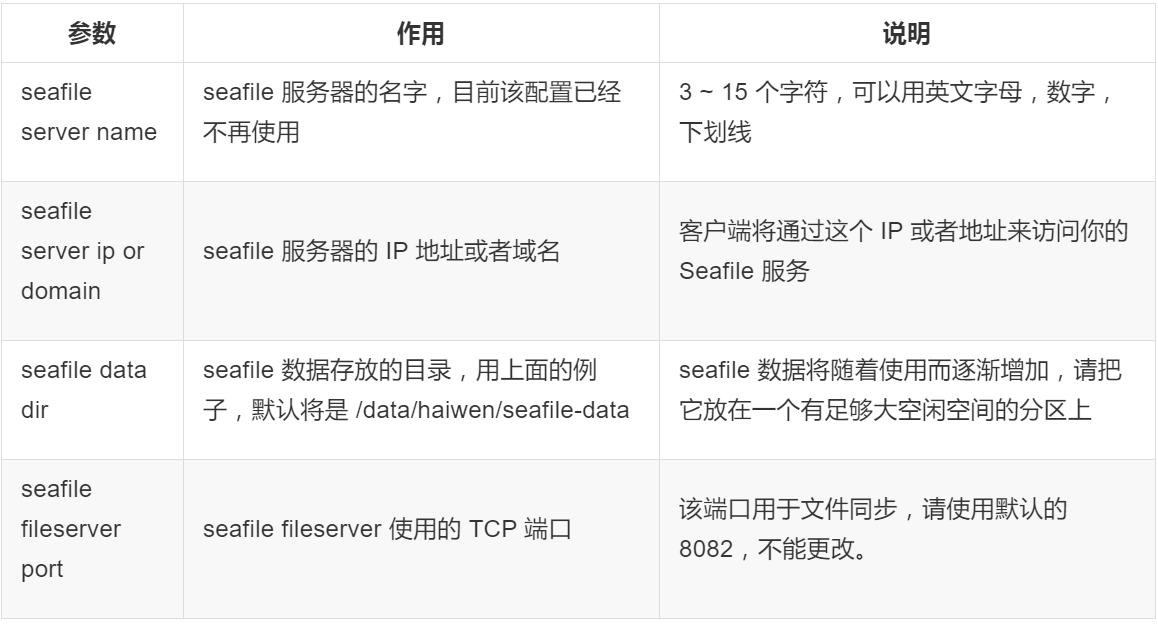 参数
作用
说明
seafile
server name
seafile 服务器的名字，目前该配置已经
不再使用
3 ~ 15 个字符，可以用英文字母，数字，
下划线
seafile
server ip or
domain
seafile 服务器的 IP 地址或者域名
客户端将通过这个 IP 或者地址来访问你的
Seafile 服务
seafile data
dir
seafile 数据存放的目录，用上面的例
子，默认将是 /data/haiwen/seafile-data
seafile 数据将随着使用而逐渐增加，请把
它放在一个有足够大空闲空间的分区上
seafile
fileserver
port
seafile fileserver 使用的 TCP 端口
该端口用于文件同步，请使用默认的
8082，不能更改。